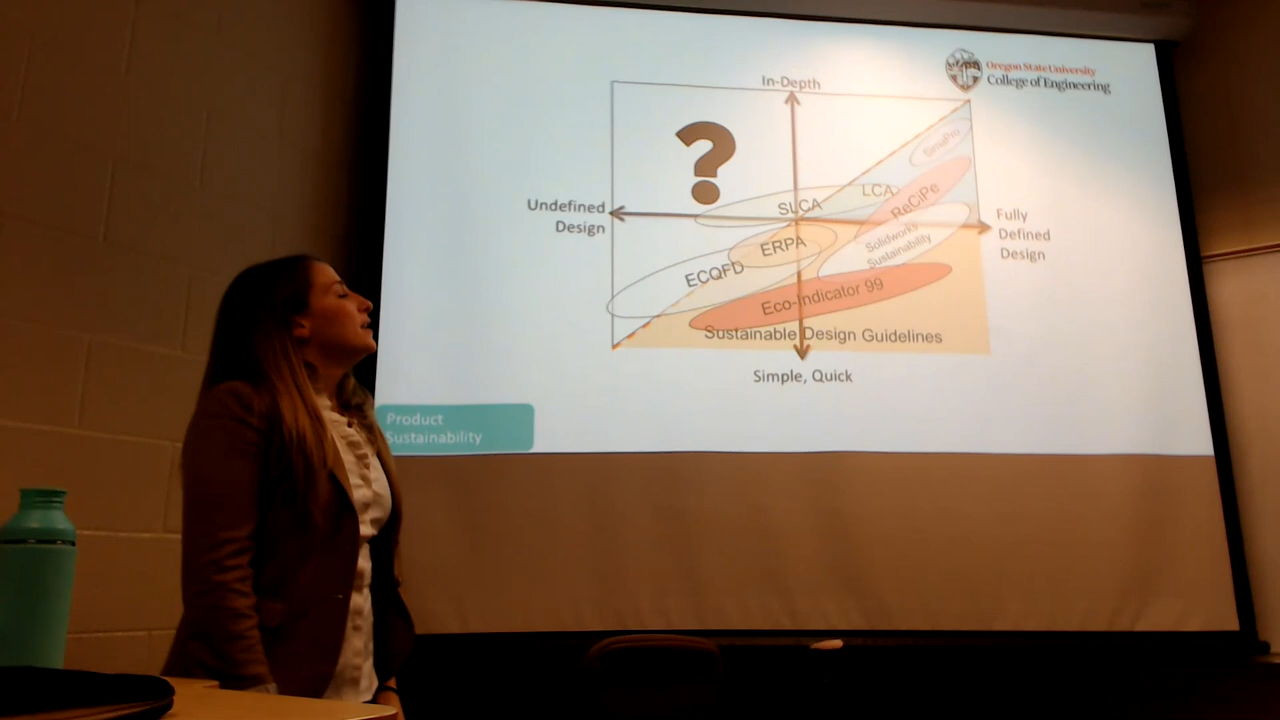 Oregon State University
College of Engineering
In-Depth
?
SimaPro
LCA
ReCiPe
SLCA
Undefined
Design
Fully
Defined
Design
Solidworks
Sustainability
ERPA
ECQFD
Eco-Indicator 99
Sustainable Design Guidelines
Simple, Quick
Product
Sustainability